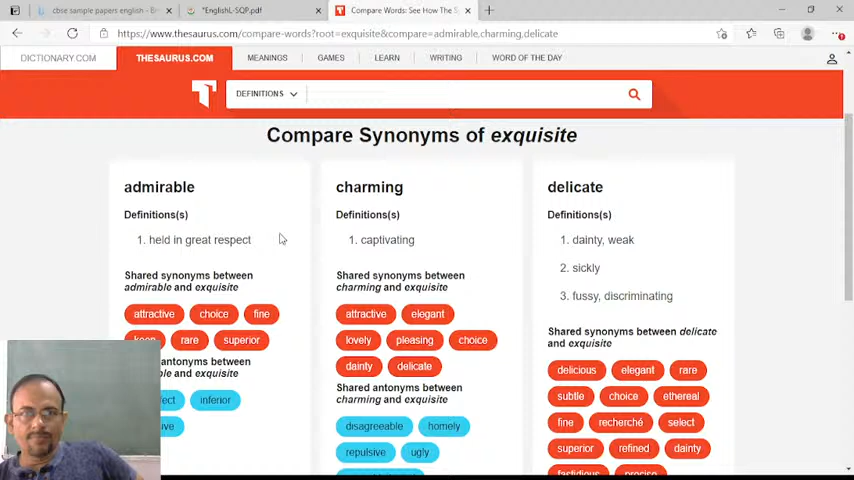 cbse sample papers english - B
*EnglishL-SQP.pdf
Compare Words: See How The S
https://www.thesaurus.com/compare-words?root=exquisite&compare=admirable,charming,delicate
DICTIONARY.COM THESAURUS.COM MEANINGS GAMES LEARN WRITING WORD OF THE DAY
DEFINITIONS
Compare Synonyms of exquisite
admirable
Definitions(s)
1. held in great respect
Shared synonyms between
admirable and exquisite
attractive choice fine
keen rare superior
antonyms between
ble and exquisite
fect inferior
ive
charming
Definitions(s)
1. captivating
Shared synonyms between
charming and exquisite
attractive elegant
lovely pleasing choice
dainty delicate
Shared antonyms between
charming and exquisite
disagreeable homely
repulsive ugly
delicate
Definitions(s)
1. dainty, weak
2. sickly
3. fussy, discriminating
Shared synonyms between delicate
and exquisite
delicious elegant rare
subtle choice ethereal
fine recherché select
superior refined dainty
fastidious precise